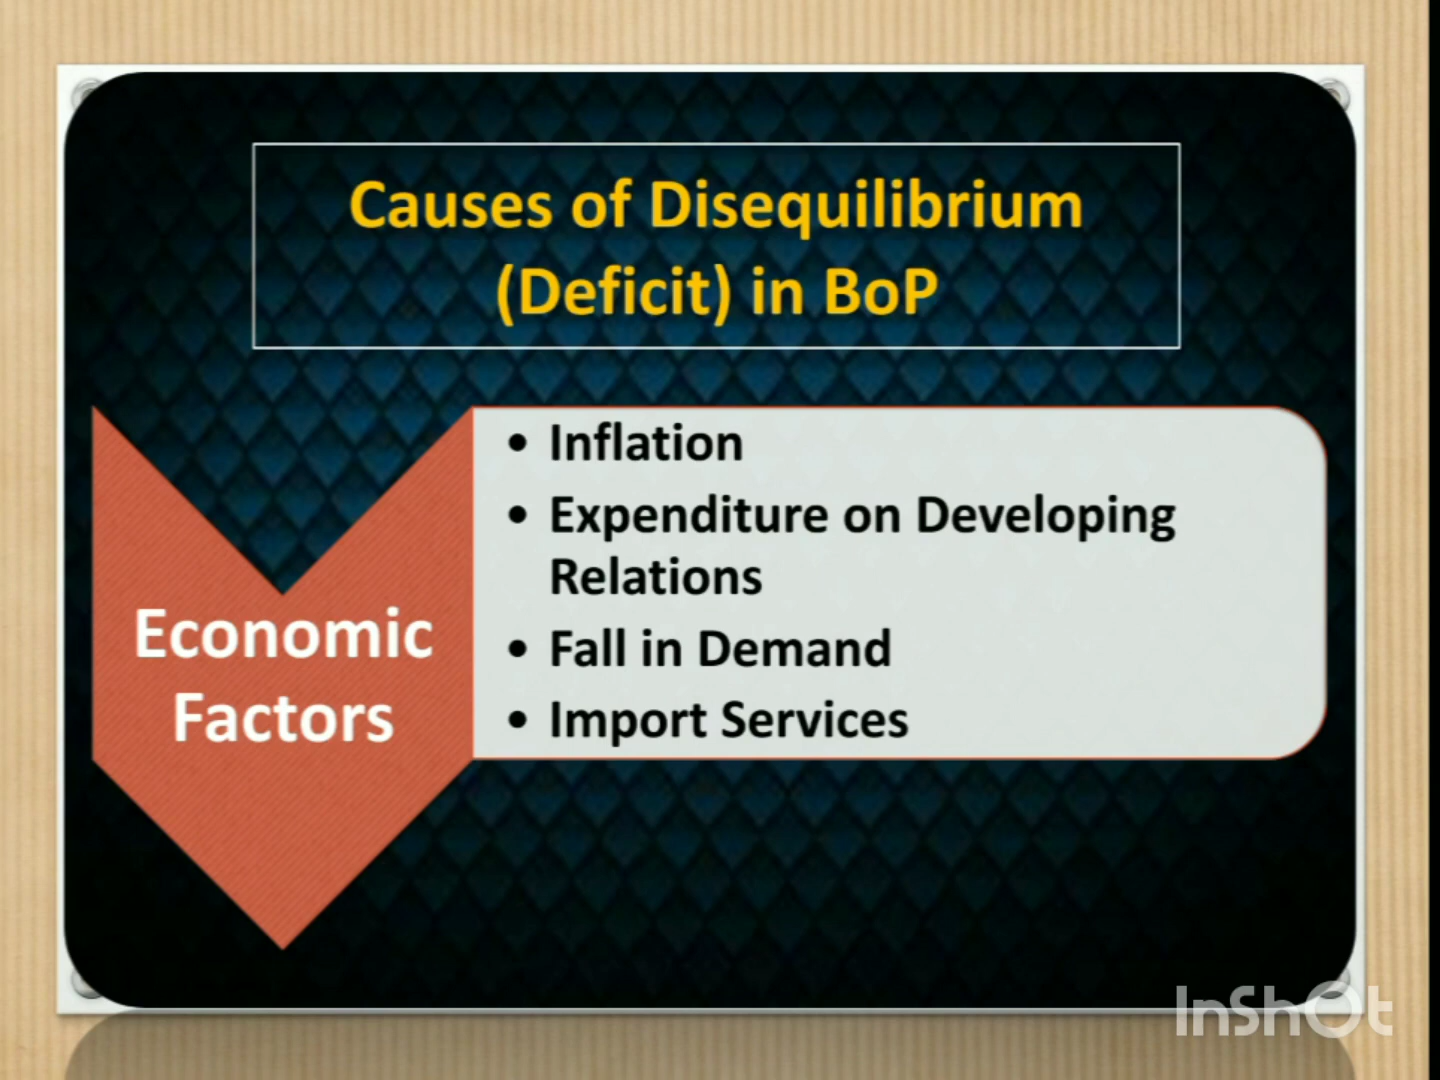 Causes of Disequilibrium
(Deficit) in BoP
Economic
Factors
• Inflation
• Expenditure on Developing
Relations
• Fall in Demand
• Import Services
InShOt